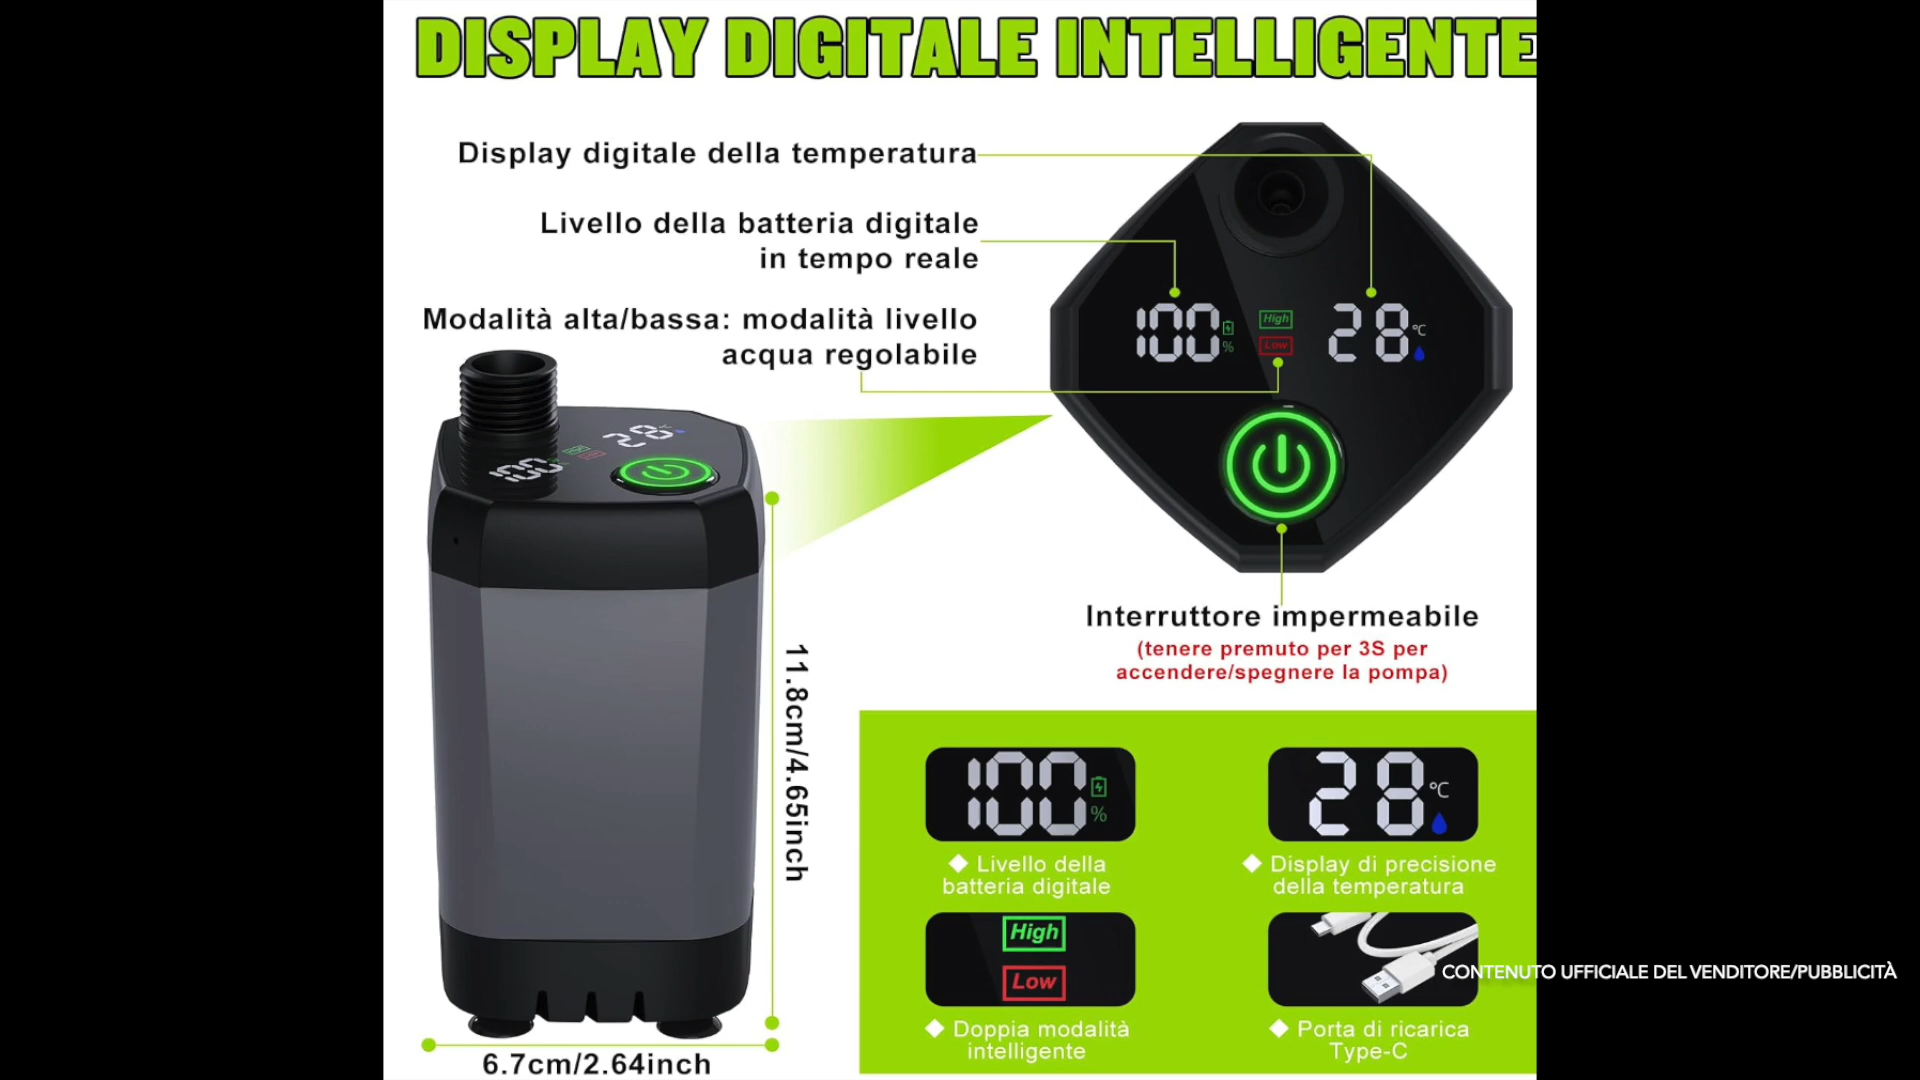 DISPLAY DIGITALE INTELLIGENTE
Display digitale della temperatura
Livello della batteria digitale
in tempo reale
Modalità alta/bassa: modalità livello
acqua regolabile
100
%
High
Low
28
°C
100
28
Interruttore impermeabile
(tenere premuto per 3S per
accendere/spegnere la pompa)
11.8cm/4.65inch
6.7cm/2.64inch
100
%
28
°C
Livello della
batteria digitale
Display di precisione
della temperatura
High
Low
Doppia modalità
intelligente
Porta di ricarica
Type-C
CONTENUTO UFFICIALE DEL VENDITORE/PUBBLICITÀ